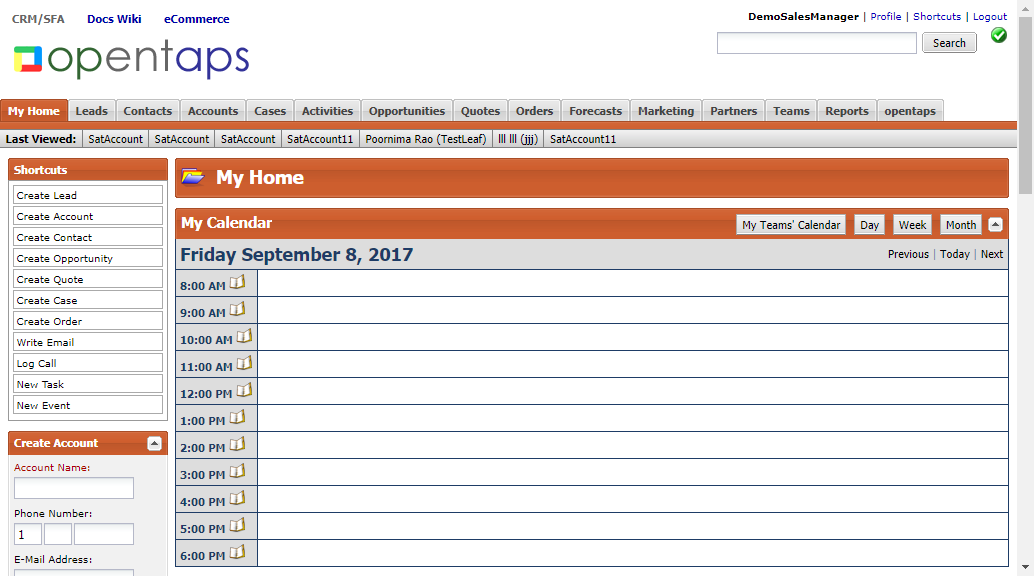 CRM/SFA Docs Wiki eCommerce
DemoSalesManager | Profile | Shortcuts | Logout
opentaps
Search
My Home Leads Contacts Accounts Cases Activities Opportunities Quotes Orders Forecasts Marketing Partners Teams Reports opentaps
Last Viewed: SatAccount SatAccount SatAccount SatAccount11 Poornima Rao (TestLeaf) lll lll (jjj) SatAccount11
Shortcuts
Create Lead
Create Account
Create Contact
Create Opportunity
Create Quote
Create Case
Create Order
Write Email
Log Call
New Task
New Event
Create Account
Account Name:
Phone Number:
1
E-Mail Address:
My Home
My Calendar
My Teams' Calendar Day Week Month
Friday September 8, 2017
Previous | Today | Next
8:00 AM
9:00 AM
10:00 AM
11:00 AM
12:00 PM
1:00 PM
2:00 PM
3:00 PM
4:00 PM
5:00 PM
6:00 PM